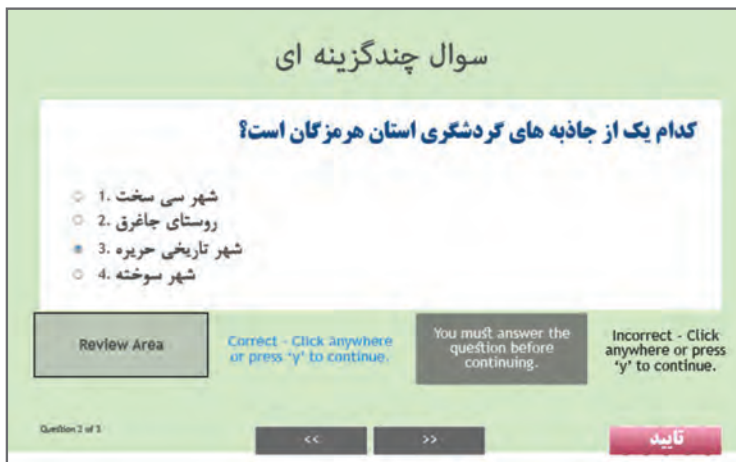 سوال چندگزینه ای
کدام یک از جاذبه های گردشگری استان هرمزگان است؟
1. شهر سی سخت
2. روستای جاغرق
3. شهر تاریخی حریره
4. شهر سوخته
Review Area
Correct - Click anywhere
or press 'y' to continue.
You must answer the
question before
continuing.
Incorrect - Click
anywhere or press
'y' to continue.
Question 2 of 3
<<
>>
تایید